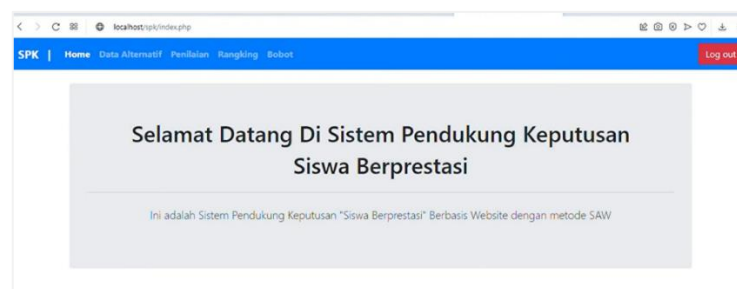 localhost/spk/index.php
SPK | Home Data Alternatif Penilaian Rangking Bobot Log out
Selamat Datang Di Sistem Pendukung Keputusan
Siswa Berprestasi
Ini adalah Sistem Pendukung Keputusan "Siswa Berprestasi" Berbasis Website dengan metode SAW